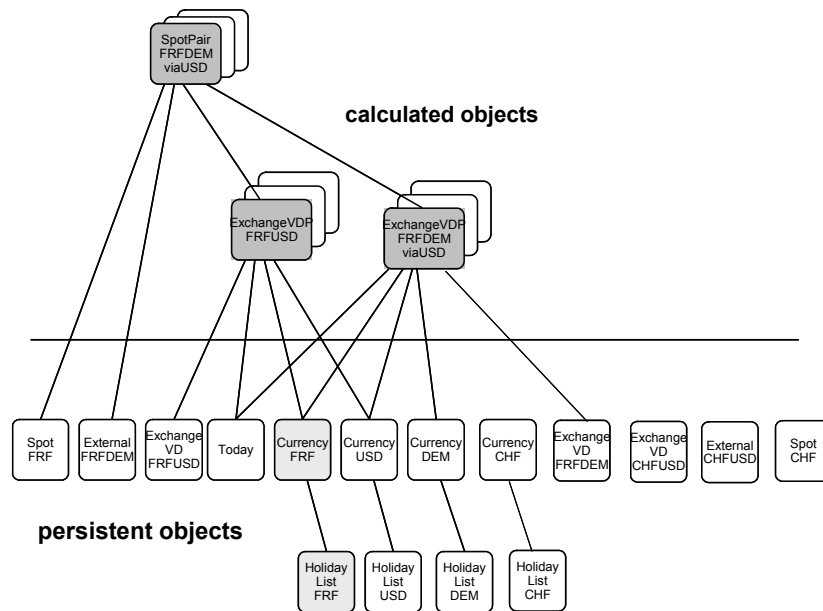 SpotPair
FRFDEM
viaUSD
calculated objects
ExchangeVDP
FRFUSD
ExchangeVDP
FRFDEM
viaUSD
Spot
FRF
External
FRFDEM
Exchange
VD
FRFUSD
Today
Currency
FRF
Currency
USD
Currency
DEM
Currency
CHF
Exchange
VD
FRFDEM
Exchange
VD
CHFUSD
External
CHFUSD
Spot
CHF
persistent objects
Holiday
List
FRF
Holiday
List
USD
Holiday
List
DEM
Holiday
List
CHF